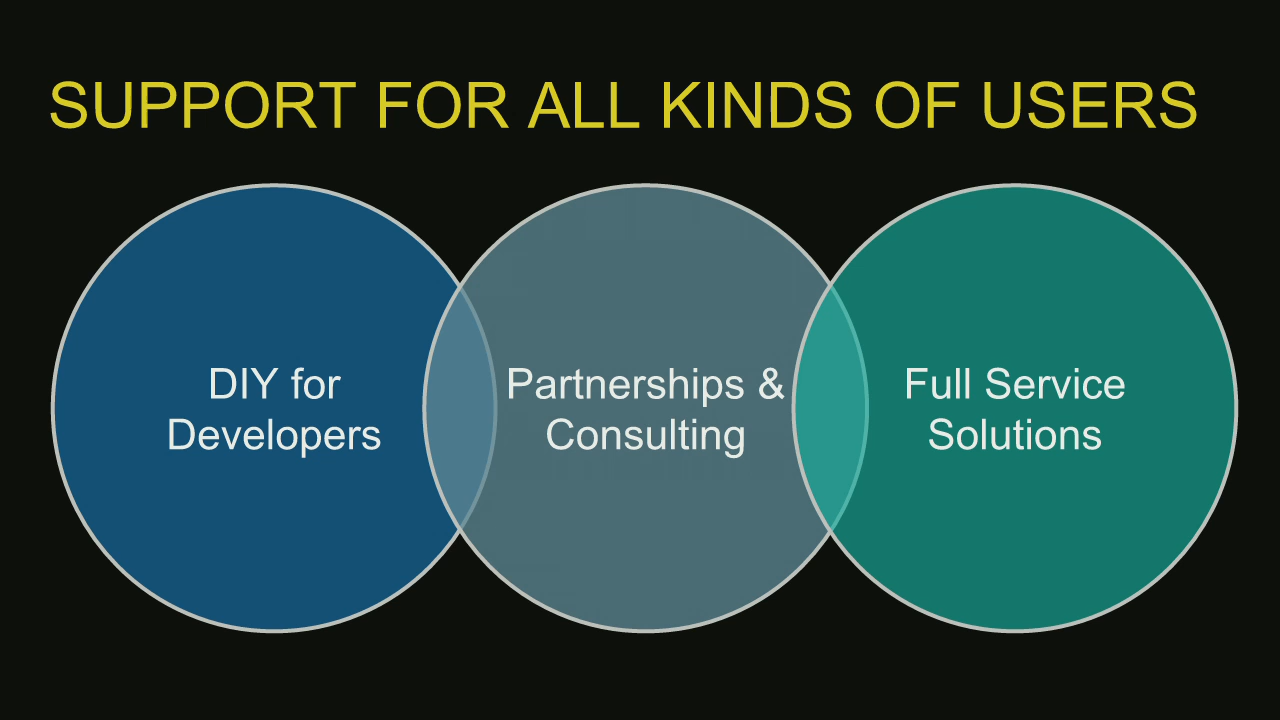 SUPPORT FOR ALL KINDS OF USERS
DIY for
Developers
Partnerships &
Consulting
Full Service
Solutions